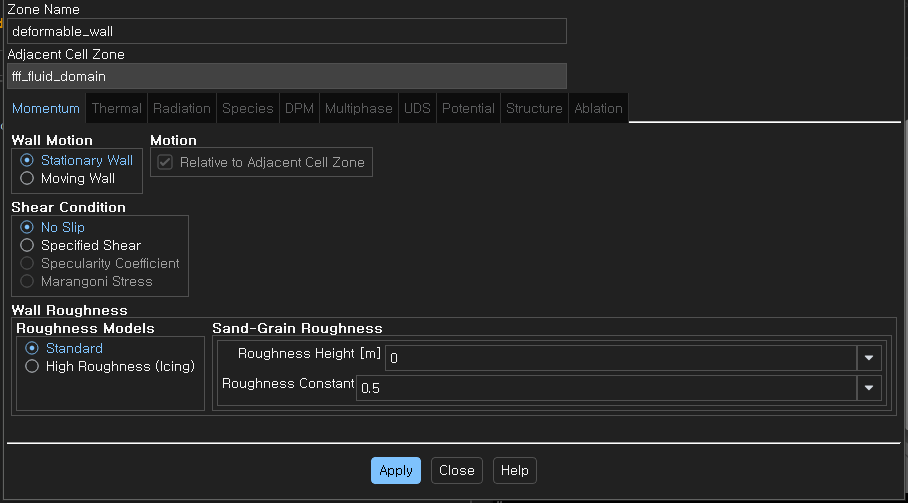 Zone Name
deformable_wall
Adjacent Cell Zone
fff_fluid_domain
Momentum Thermal Radiation Species DPM Multiphase UDS Potential Structure Ablation
Wall Motion Motion
Stationary Wall Relative to Adjacent Cell Zone
Moving Wall
Shear Condition
No Slip
Specified Shear
Specularity Coefficient
Marangoni Stress
Wall Roughness
Roughness Models Sand-Grain Roughness
Standard Roughness Height [m] 0
High Roughness (Icing)
Roughness Constant 0.5
Apply Close Help